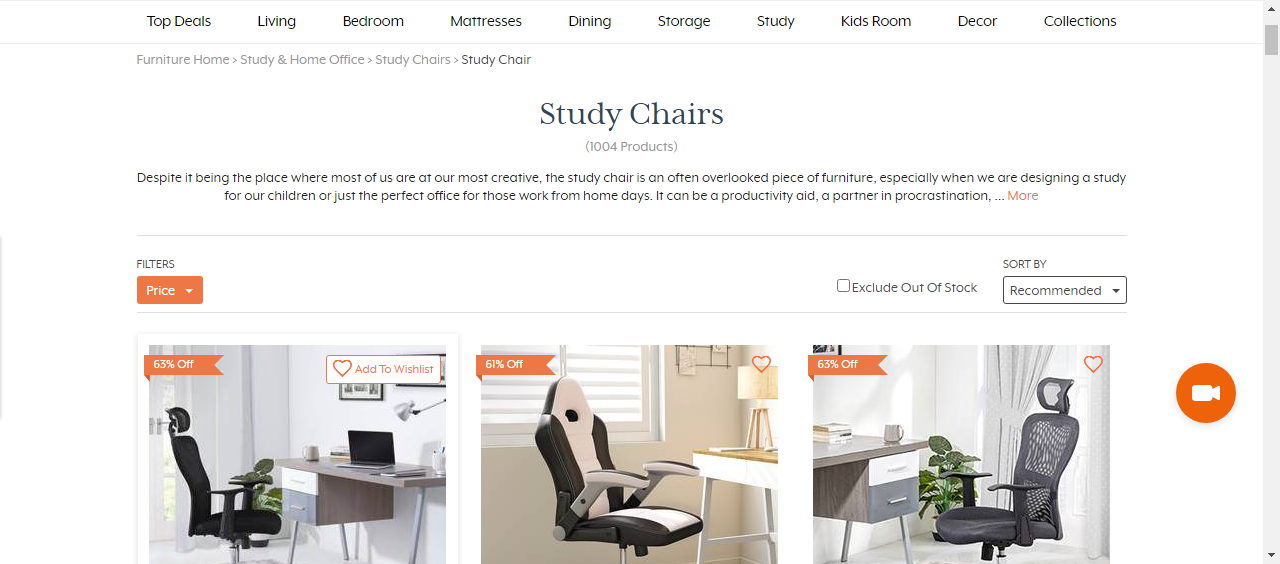 Top Deals Living Bedroom Mattresses Dining Storage Study Kids Room Decor Collections
Furniture Home > Study & Home Office > Study Chairs > Study Chair
Study Chairs
(1004 Products)
Despite it being the place where most of us are at our most creative, the study chair is an often overlooked piece of furniture, especially when we are designing a study
for our children or just the perfect office for those work from home days. It can be a productivity aid, a partner in procrastination, ... More
FILTERS
Price
Exclude Out Of Stock
SORT BY
Recommended
63% Off
Add To Wishlist
61% Off
63% Off